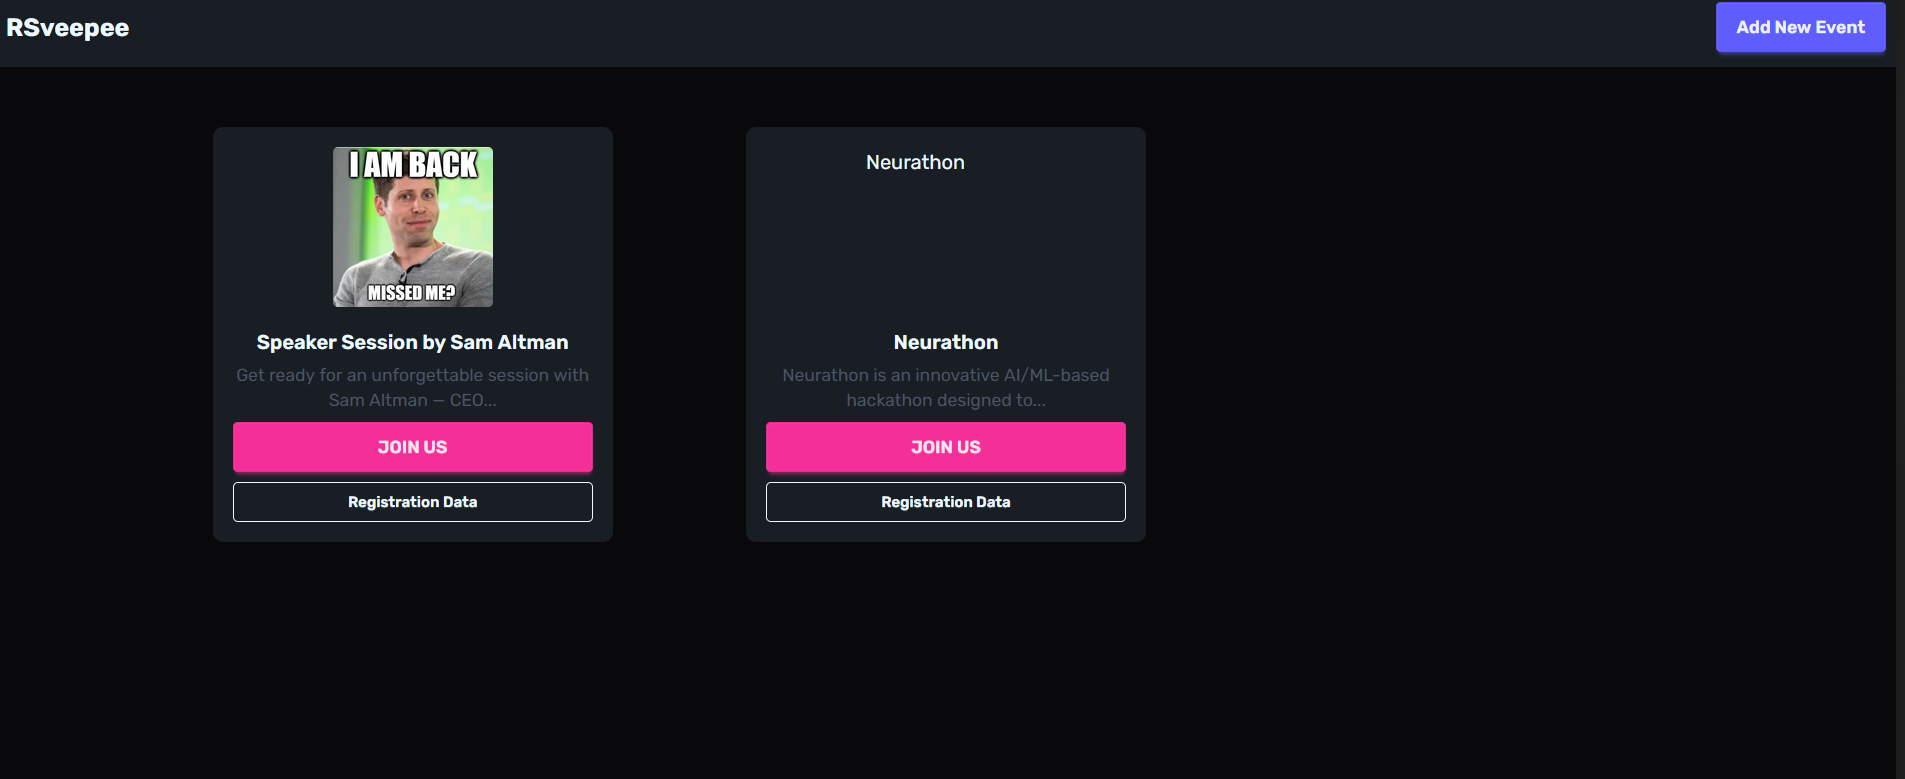 RSveepee
Add New Event
I AM BACK
MISSED ME?
Speaker Session by Sam Altman
Get ready for an unforgettable session with
Sam Altman — CEO...
JOIN US
Registration Data
Neurathon
Neurathon
Neurathon is an innovative AI/ML-based
hackathon designed to...
JOIN US
Registration Data